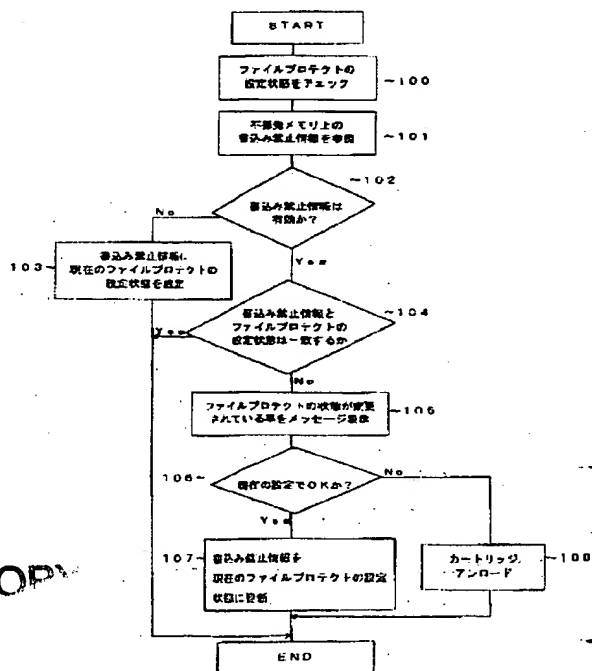 START
ファイルプロテクトの
設定状態をチェック
~100
不揮発メモリ上の
書込み禁止情報を参照
~101
~102
書込み禁止情報は
有効か?
No
Yes
103~
書込み禁止情報に
現在のファイルプロテクトの
設定状態を設定
書込み禁止情報と
ファイルプロテクトの
設定状態は一致するか
~104
Yes
No
ファイルプロテクトの状態が変更
されている事をメッセージ表示
~105
106~
現在の設定でOKか?
No
Yes
107~
書込み禁止情報を
現在のファイルプロテクトの設定
状態に更新
カートリッジ
アンロード
~108
OPY
END